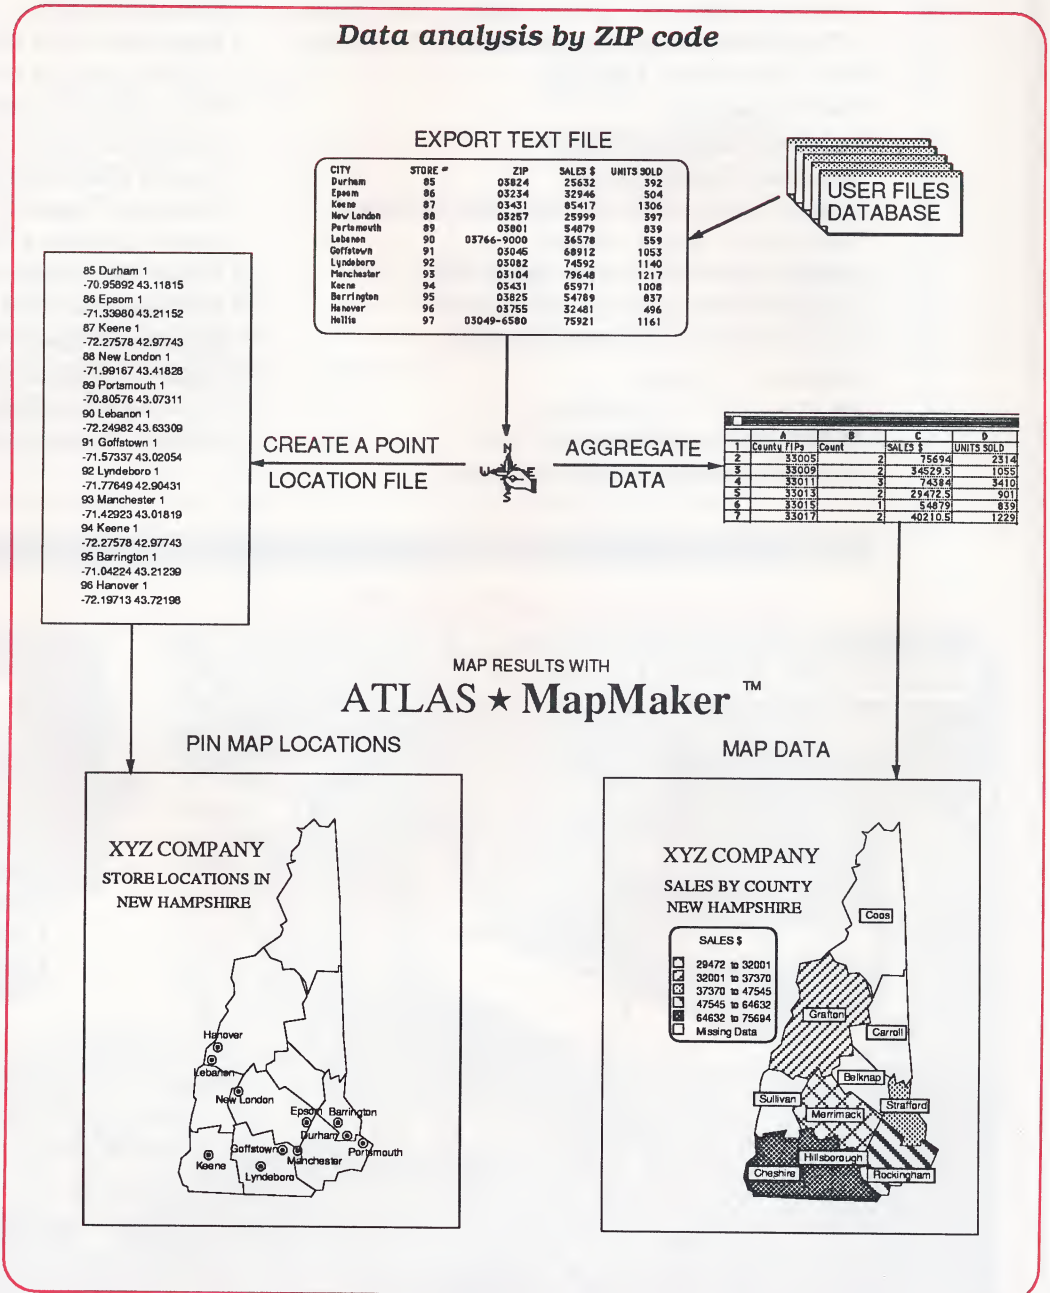 Data analysis by ZIP code
EXPORT TEXT FILE
CITY STORE # ZIP SALES $ UNITS SOLD
Durham 85 03824 25632 392
Epsom 86 03234 32946 504
Keene 87 03431 85417 1306
New London 88 03257 25999 397
Portsmouth 89 03801 54879 839
Lebanon 90 03766-9000 36578 559
Goffstown 91 03045 68912 1053
Lyndeboro 92 03082 74592 1140
Manchester 93 03104 79648 1217
Keene 94 03431 65971 1008
Barrington 95 03825 54789 837
Hanover 96 03755 32481 496
Hollis 97 03049-6580 75921 1161
USER FILES
DATABASE
85 Durham 1
-70.95892 43.11815
86 Epsom 1
-71.33980 43.21152
87 Keene 1
-72.27578 42.97743
88 New London 1
-71.99167 43.41828
89 Portsmouth 1
-70.80576 43.07311
90 Lebanon 1
-72.24982 43.63309
91 Goffstown 1
-71.57337 43.02054
92 Lyndeboro 1
-71.77649 42.90431
93 Manchester 1
-71.42923 43.01819
94 Keene 1
-72.27578 42.97743
95 Barrington 1
-71.04224 43.21239
96 Hanover 1
-72.19713 43.72198
CREATE A POINT
LOCATION FILE
N
W E
S
AGGREGATE
DATA
A B C D
1 County FIPs Count SALES $ UNITS SOLD
2 33005 2 75694 2314
3 33009 2 34529.5 1055
4 33011 3 74384 3410
5 33013 2 29472.5 901
6 33015 1 54879 839
7 33017 2 40210.5 1229
MAP RESULTS WITH
ATLAS ★ MapMaker ™
PIN MAP LOCATIONS
MAP DATA
XYZ COMPANY
STORE LOCATIONS IN
NEW HAMPSHIRE
Hanover
Lebanon
New London
Epsom
Barrington
Durham
Portsmouth
Goffstown
Manchester
Keene
Lyndeboro
XYZ COMPANY
SALES BY COUNTY
NEW HAMPSHIRE
SALES $
29472 to 32001
32001 to 37370
37370 to 47545
47545 to 64632
64632 to 75694
Missing Data
Coos
Grafton
Carroll
Belknap
Sullivan
Strafford
Merrimack
Hillsborough
Cheshire
Rockingham